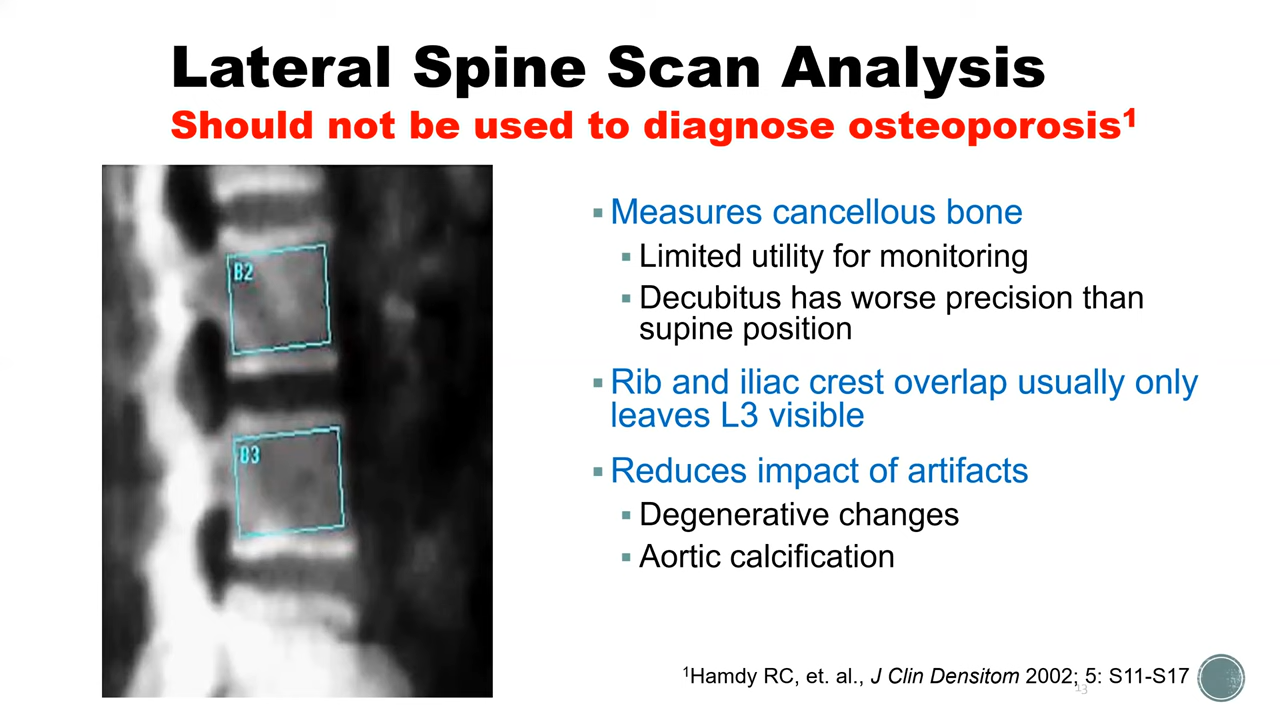 Lateral Spine Scan Analysis
Should not be used to diagnose osteoporosis¹
B2
B3
▪ Measures cancellous bone
▪ Limited utility for monitoring
▪ Decubitus has worse precision than
supine position
▪ Rib and iliac crest overlap usually only
leaves L3 visible
▪ Reduces impact of artifacts
▪ Degenerative changes
▪ Aortic calcification
¹Hamdy RC, et. al., J Clin Densitom 2002; 5: S11-S17
13